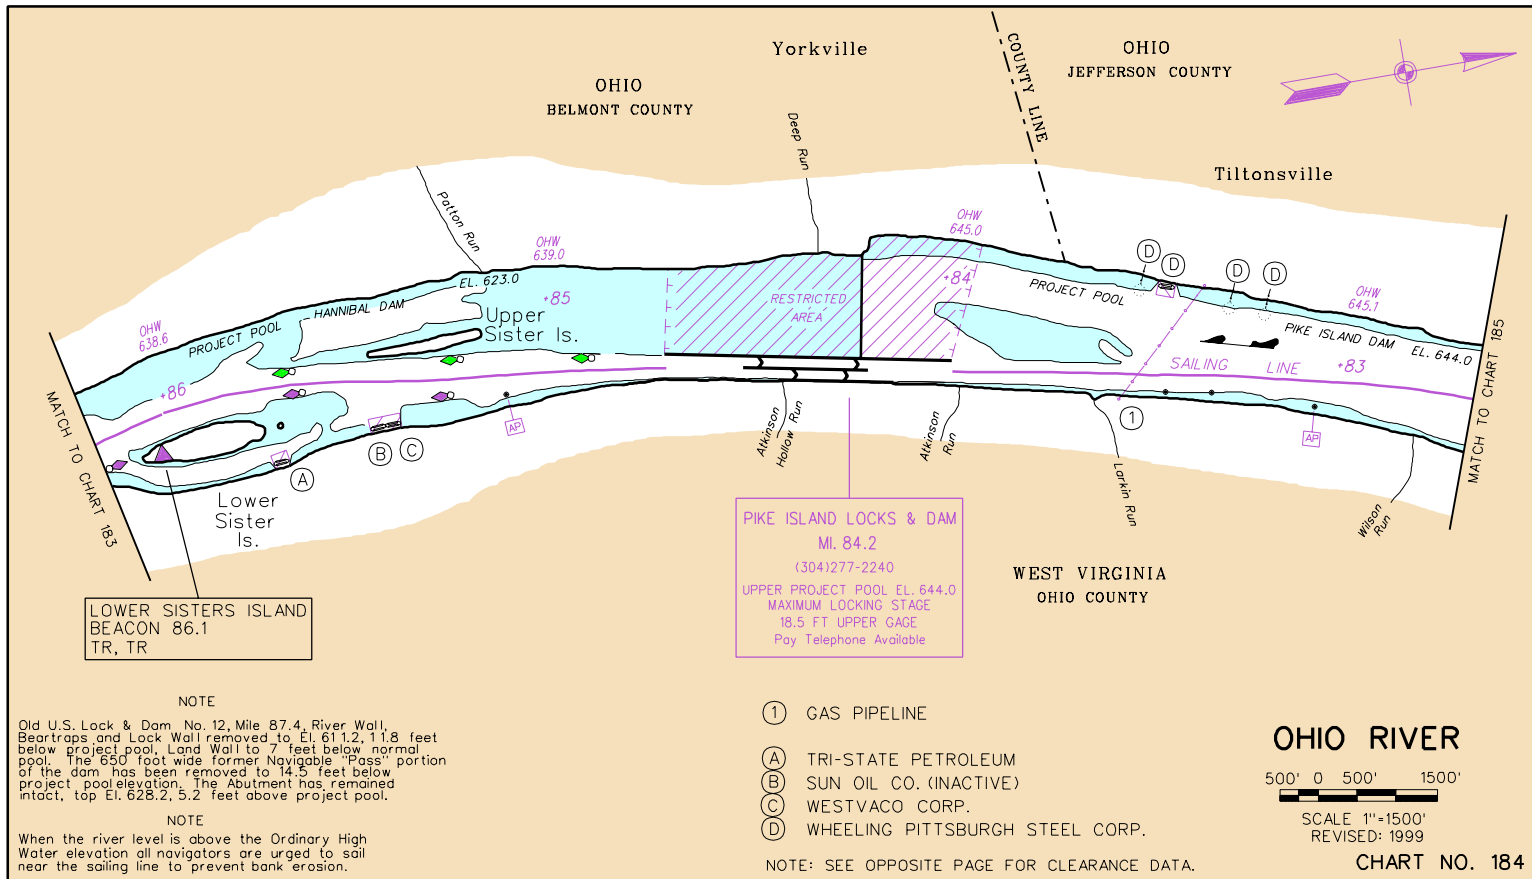 Yorkville
OHIO
JEFFERSON COUNTY
OHIO
BELMONT COUNTY
COUNTY LINE
Deep Run
Tiltonsville
Patton Run
OHW
645.0
OHW
639.0
OHW
638.6
OHW
645.1
EL. 623.0
HANNIBAL DAM
PROJECT POOL
+85
+84
+86
+83
RESTRICTED
AREA
Upper
Sister Is.
PROJECT POOL
PIKE ISLAND DAM
EL. 644.0
SAILING LINE
D
D
D
D
MATCH TO CHART 185
MATCH TO CHART 183
AP
AP
A
B
C
1
Atkinson
Hollow Run
Atkinson
Run
Larkin Run
Wilson
Run
Lower
Sister
Is.
PIKE ISLAND LOCKS & DAM
MI. 84.2
(304)277-2240
UPPER PROJECT POOL EL. 644.0
MAXIMUM LOCKING STAGE
18.5 FT UPPER GAGE
Pay Telephone Available
WEST VIRGINIA
OHIO COUNTY
LOWER SISTERS ISLAND
BEACON 86.1
TR, TR
NOTE
Old U.S. Lock & Dam No. 12, Mile 87.4, River Wall,
Beartraps and Lock Wall removed to El. 611.2, 11.8 feet
below project pool, Land Wall to 7 feet below normal
pool. The 650 foot wide former Navigable "Pass" portion
of the dam has been removed to 14.5 feet below
project pool elevation. The Abutment has remained
intact, top El. 628.2, 5.2 feet above project pool.
NOTE
When the river level is above the Ordinary High
Water elevation all navigators are urged to sail
near the sailing line to prevent bank erosion.
1 GAS PIPELINE
A TRI-STATE PETROLEUM
B SUN OIL CO. (INACTIVE)
C WESTVACO CORP.
D WHEELING PITTSBURGH STEEL CORP.
NOTE: SEE OPPOSITE PAGE FOR CLEARANCE DATA.
OHIO RIVER
500' 0 500' 1500'
SCALE 1"=1500'
REVISED: 1999
CHART NO. 184